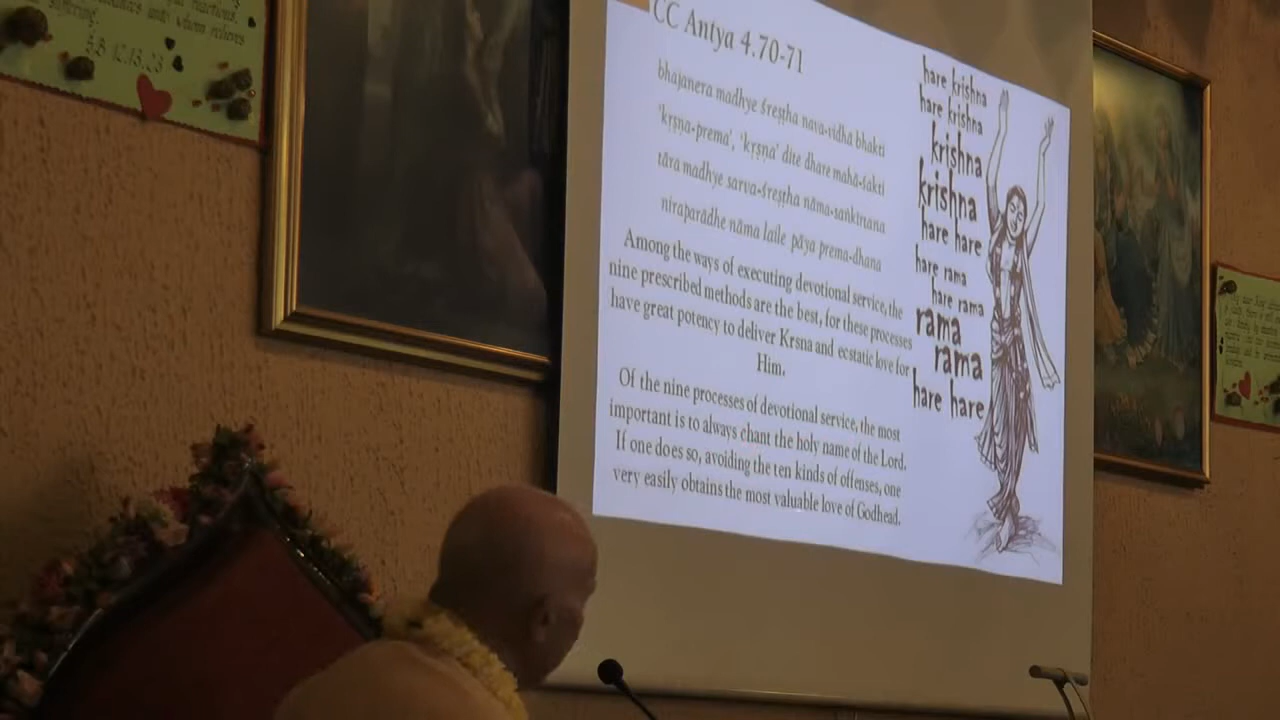 suffering.
S.B 12.13.23
CC Antya 4.70-71
bhajanera madhye śreṣṭha nava-vidha bhakti
'kṛṣṇa-prema', 'kṛṣṇa' dite dhare mahā-śakti
tāra madhye sarva-śreṣṭha nāma-saṅkīrtana
niraparādhe nāma laile pāya prema-dhana
Among the ways of executing devotional service, the
nine prescribed methods are the best, for these processes
have great potency to deliver Krsna and ecstatic love for
Him.
Of the nine processes of devotional service, the most
important is to always chant the holy name of the Lord.
If one does so, avoiding the ten kinds of offenses, one
very easily obtains the most valuable love of Godhead.
hare krishna
hare krishna
krishna
krishna
hare hare
hare rama
hare rama
rama
rama
hare hare